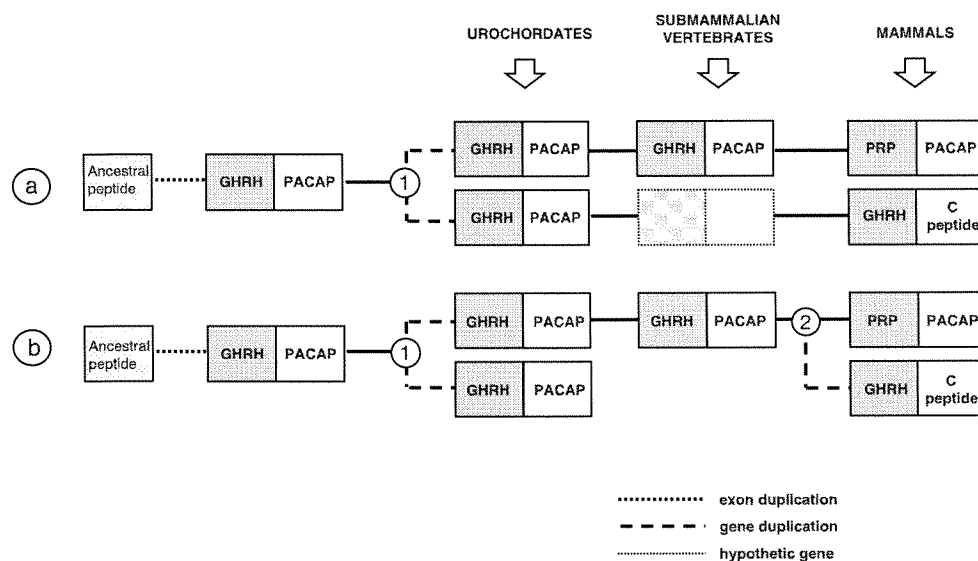 UROCHORDATES
SUBMAMMALIAN
VERTEBRATES
MAMMALS
a
Ancestral
peptide
GHRH PACAP
1
GHRH PACAP
GHRH PACAP
PRP PACAP
GHRH PACAP
GHRH C
peptide
b
Ancestral
peptide
GHRH PACAP
1
GHRH PACAP
GHRH PACAP
2
PRP PACAP
GHRH PACAP
GHRH C
peptide
exon duplication
gene duplication
hypothetic gene